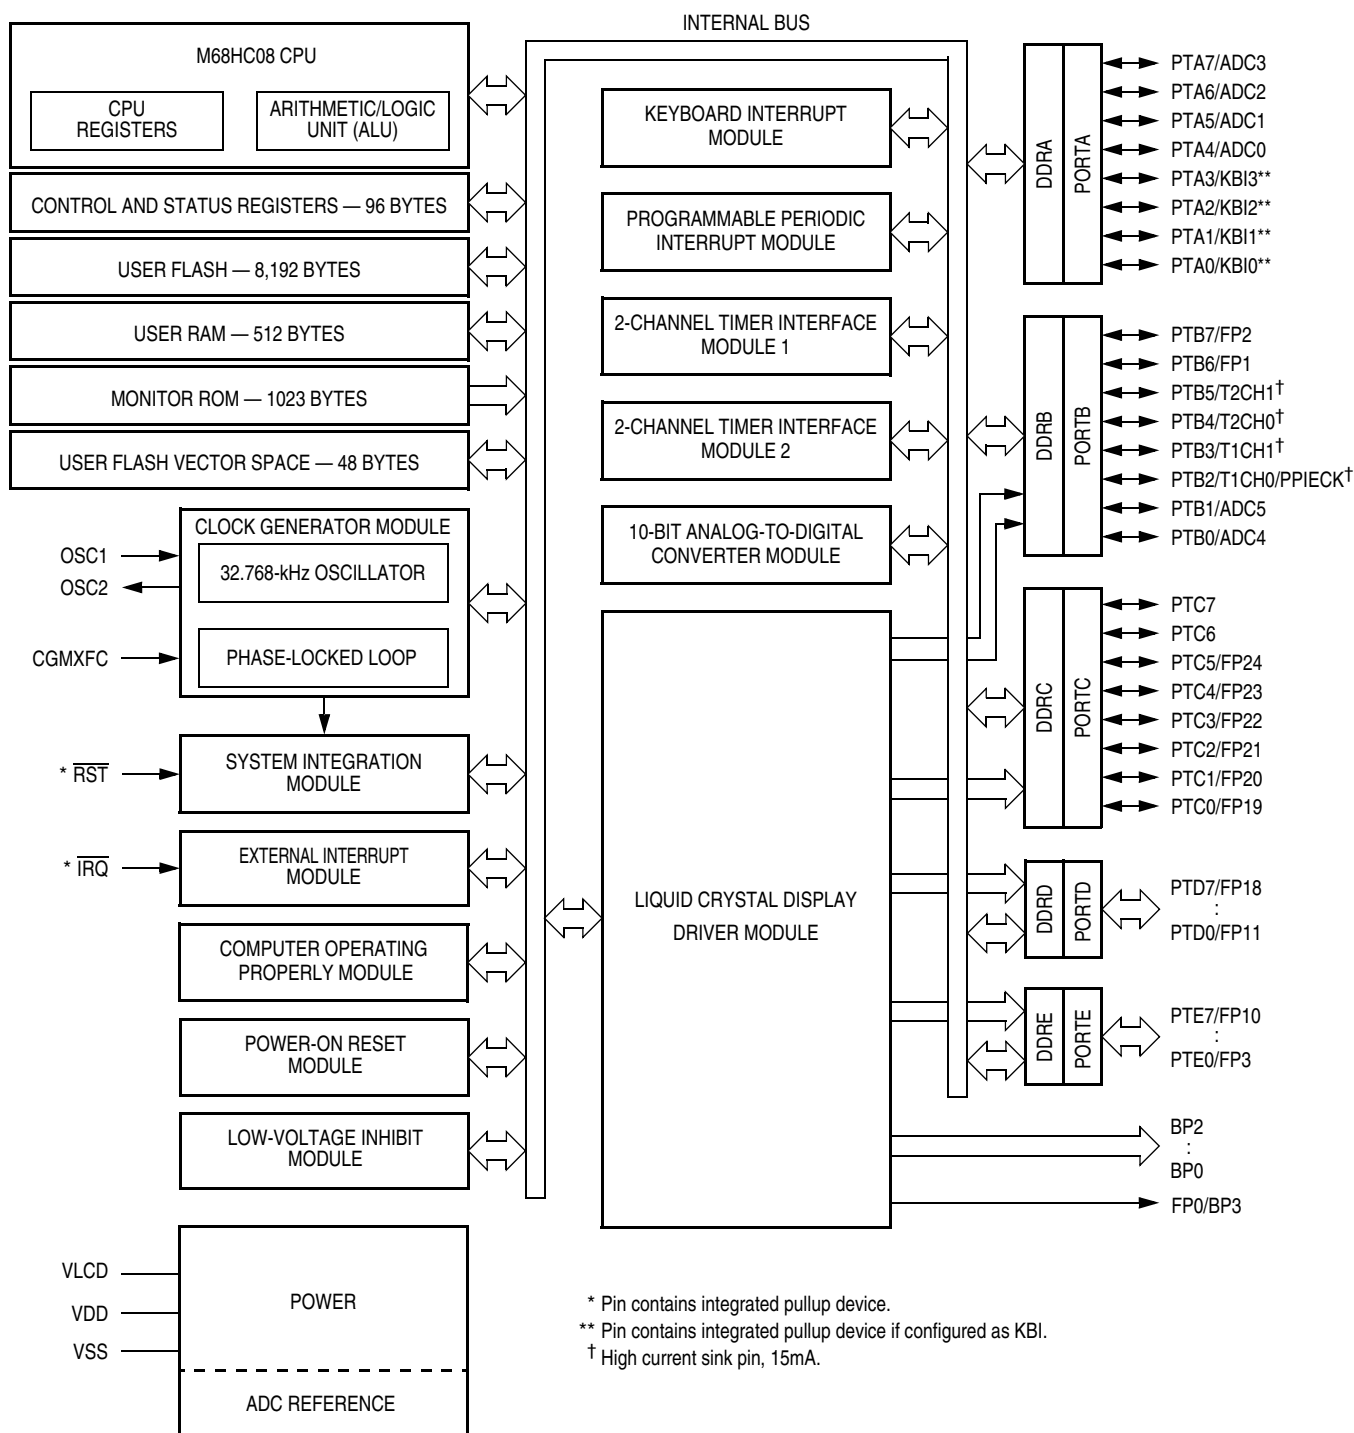 INTERNAL BUS
M68HC08 CPU
CPU
REGISTERS
ARITHMETIC/LOGIC
UNIT (ALU)
CONTROL AND STATUS REGISTERS — 96 BYTES
USER FLASH — 8,192 BYTES
USER RAM — 512 BYTES
MONITOR ROM — 1023 BYTES
USER FLASH VECTOR SPACE — 48 BYTES
CLOCK GENERATOR MODULE
32.768-kHz OSCILLATOR
PHASE-LOCKED LOOP
OSC1
OSC2
CGMXFC
SYSTEM INTEGRATION
MODULE
* RST
EXTERNAL INTERRUPT
MODULE
* IRQ
COMPUTER OPERATING
PROPERLY MODULE
POWER-ON RESET
MODULE
LOW-VOLTAGE INHIBIT
MODULE
VLCD
VDD
VSS
POWER
ADC REFERENCE
KEYBOARD INTERRUPT
MODULE
PROGRAMMABLE PERIODIC
INTERRUPT MODULE
2-CHANNEL TIMER INTERFACE
MODULE 1
2-CHANNEL TIMER INTERFACE
MODULE 2
10-BIT ANALOG-TO-DIGITAL
CONVERTER MODULE
LIQUID CRYSTAL DISPLAY
DRIVER MODULE
DDRA
PORTA
PTA7/ADC3
PTA6/ADC2
PTA5/ADC1
PTA4/ADC0
PTA3/KBI3**
PTA2/KBI2**
PTA1/KBI1**
PTA0/KBI0**
DDRB
PORTB
PTB7/FP2
PTB6/FP1
PTB5/T2CH1†
PTB4/T2CH0†
PTB3/T1CH1†
PTB2/T1CH0/PPIECK†
PTB1/ADC5
PTB0/ADC4
DDRC
PORTC
PTC7
PTC6
PTC5/FP24
PTC4/FP23
PTC3/FP22
PTC2/FP21
PTC1/FP20
PTC0/FP19
DDRD
PORTD
PTD7/FP18
:
PTD0/FP11
DDRE
PORTE
PTE7/FP10
:
PTE0/FP3
BP2
:
BP0
FP0/BP3
* Pin contains integrated pullup device.
** Pin contains integrated pullup device if configured as KBI.
† High current sink pin, 15mA.